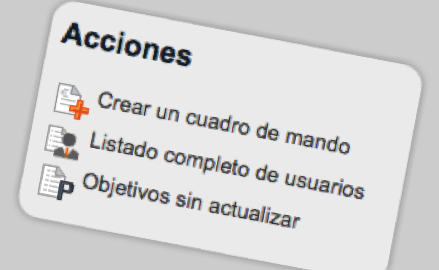 Acciones
Crear un cuadro de mando
Listado completo de usuarios
Objetivos sin actualizar